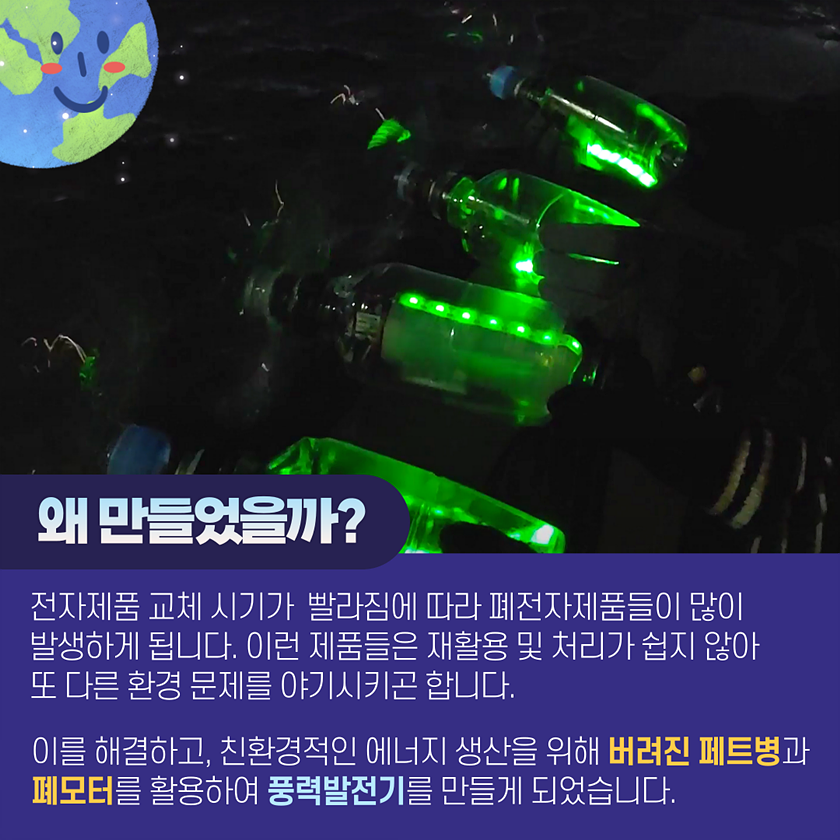 왜 만들었을까?
전자제품 교체 시기가 빨라짐에 따라 폐전자제품들이 많이
발생하게 됩니다. 이런 제품들은 재활용 및 처리가 쉽지 않아
또 다른 환경 문제를 야기시키곤 합니다.
이를 해결하고, 친환경적인 에너지 생산을 위해 버려진 페트병과
폐모터를 활용하여 풍력발전기를 만들게 되었습니다.